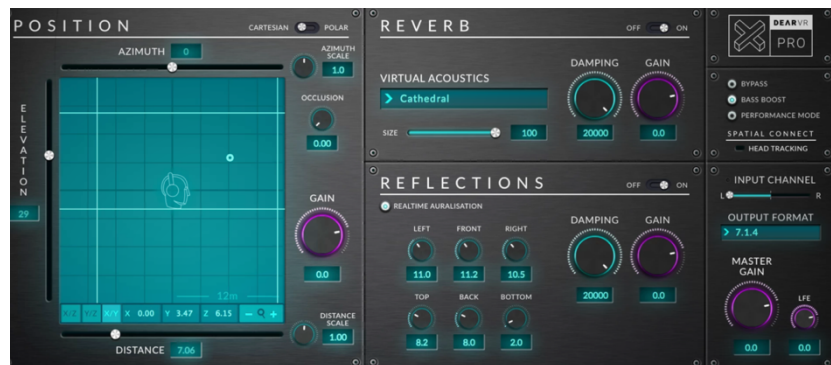 POSITION
CARTESIAN POLAR
AZIMUTH 0
AZIMUTH
SCALE
1.0
OCCLUSION
0.00
ELEVATION
29
GAIN
0.0
12m
X/Z Y/Z X/Y X 0.00 Y 3.47 Z 6.15 − +
DISTANCE
SCALE
1.00
DISTANCE 7.06
REVERB
OFF ON
VIRTUAL ACOUSTICS
Cathedral
SIZE 100
DAMPING
20000
GAIN
0.0
REFLECTIONS
OFF ON
REALTIME AURALISATION
LEFT FRONT RIGHT
11.0 11.2 10.5
TOP BACK BOTTOM
8.2 8.0 2.0
DAMPING
20000
GAIN
0.0
DEARVR
PRO
BYPASS
BASS BOOST
PERFORMANCE MODE
SPATIAL CONNECT
HEAD TRACKING
INPUT CHANNEL
L R
OUTPUT FORMAT
7.1.4
MASTER
GAIN
0.0
LFE
0.0